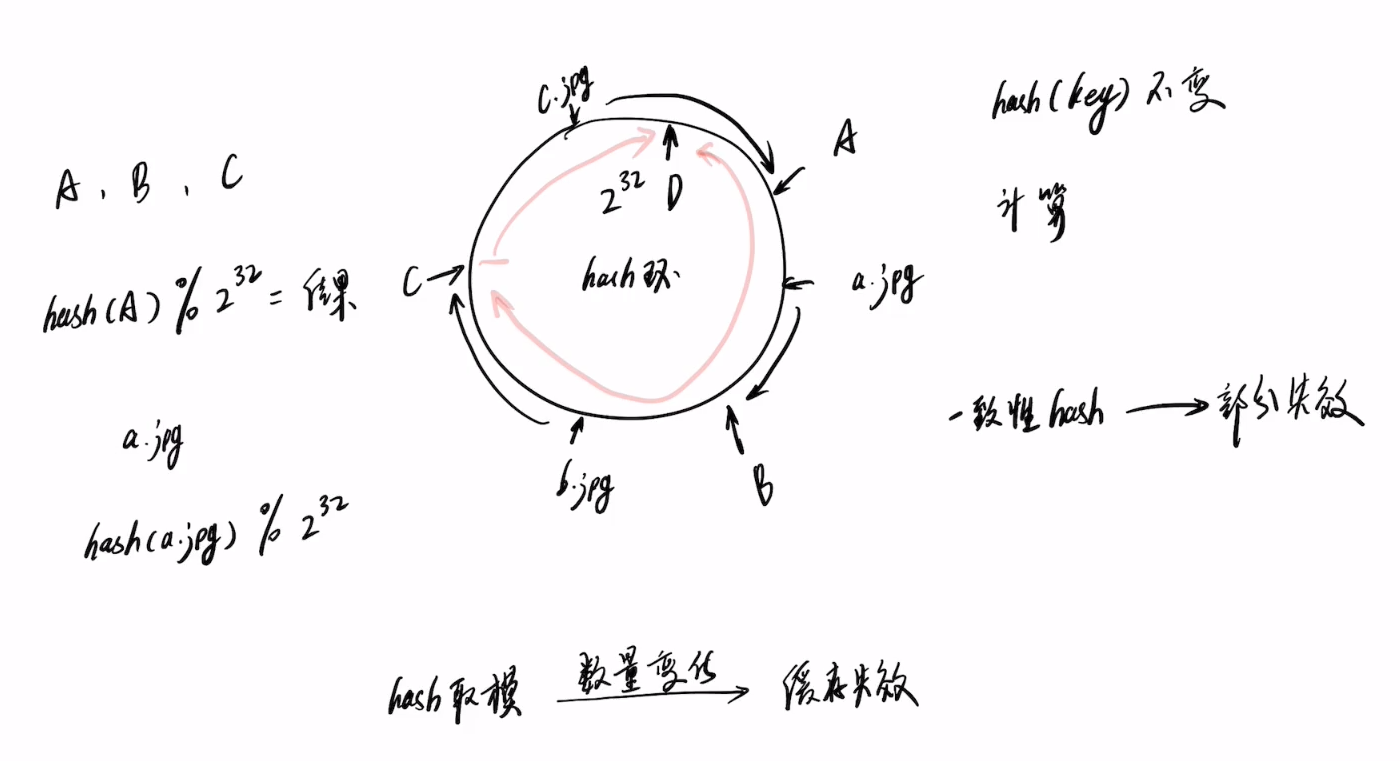 A、B、C
hash(A) % 2^32 = 结果
a.jpg
hash(a.jpg) % 2^32
c.jpg
A
2^32 D
hash环
C
a.jpg
b.jpg
B
hash(key) 不变
计算
一致性hash → 部分失效
hash取模
数量变化
缓存失效